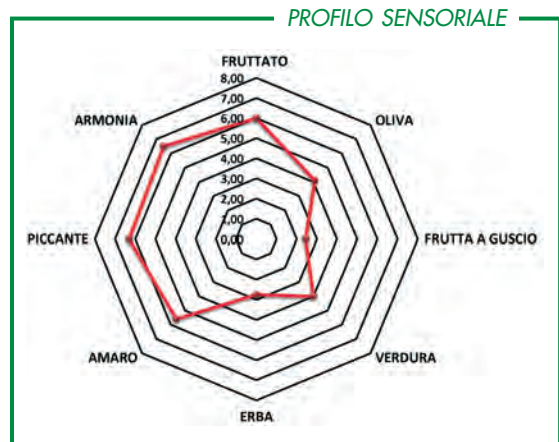 PROFILO SENSORIALE
FRUTTATO
8,00
7,00
6,00
5,00
4,00
3,00
2,00
1,00
0,00
OLIVA
FRUTTA A GUSCIO
VERDURA
ERBA
AMARO
PICCANTE
ARMONIA